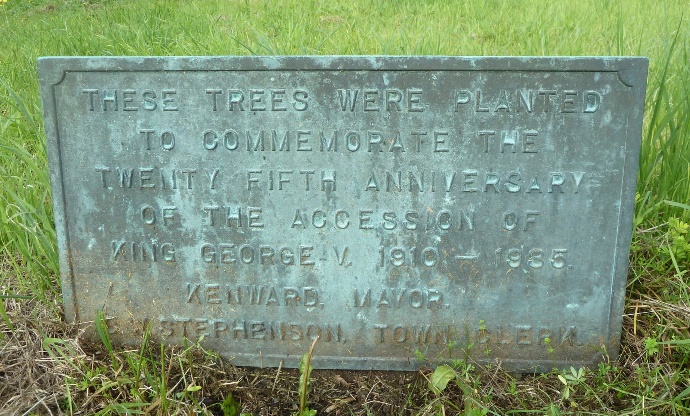 THESE TREES WERE PLANTED
TO COMMEMORATE THE
TWENTY FIFTH ANNIVERSARY
OF THE ACCESSION OF
KING GEORGE V. 1910 — 1935.
KENWARD. MAYOR.
STEPHENSON. TOWN CLERK.